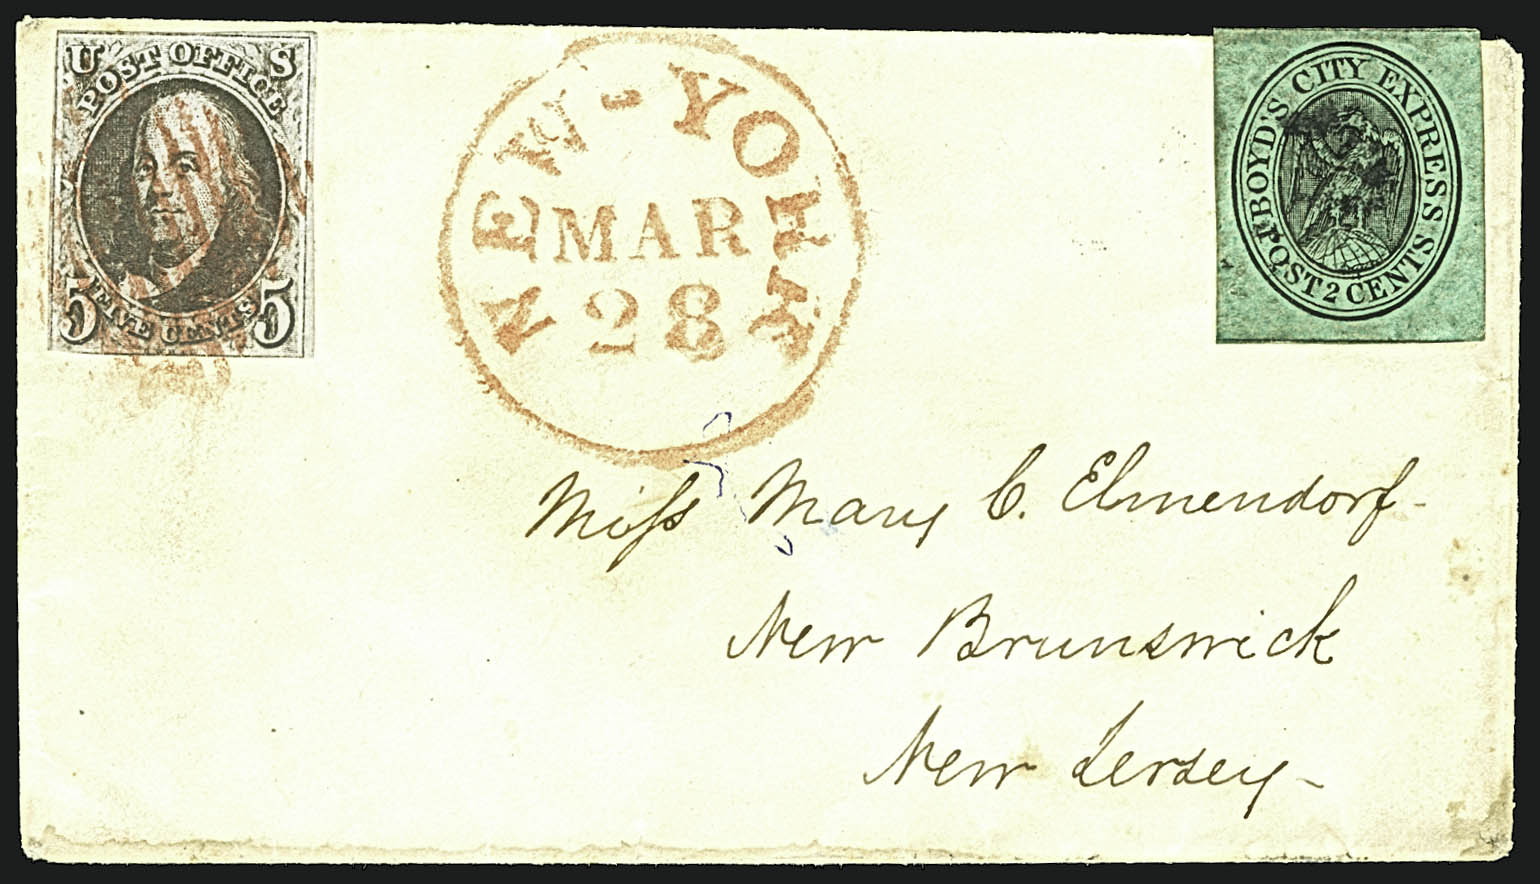 U S
POST OFFICE
5 FIVE CENTS 5
NEW-YORK
MAR
28
BOYD'S CITY EXPRESS
POST 2 CENTS
Miss Mary C. Elmendorf-
New Brunswick
New Jersey-